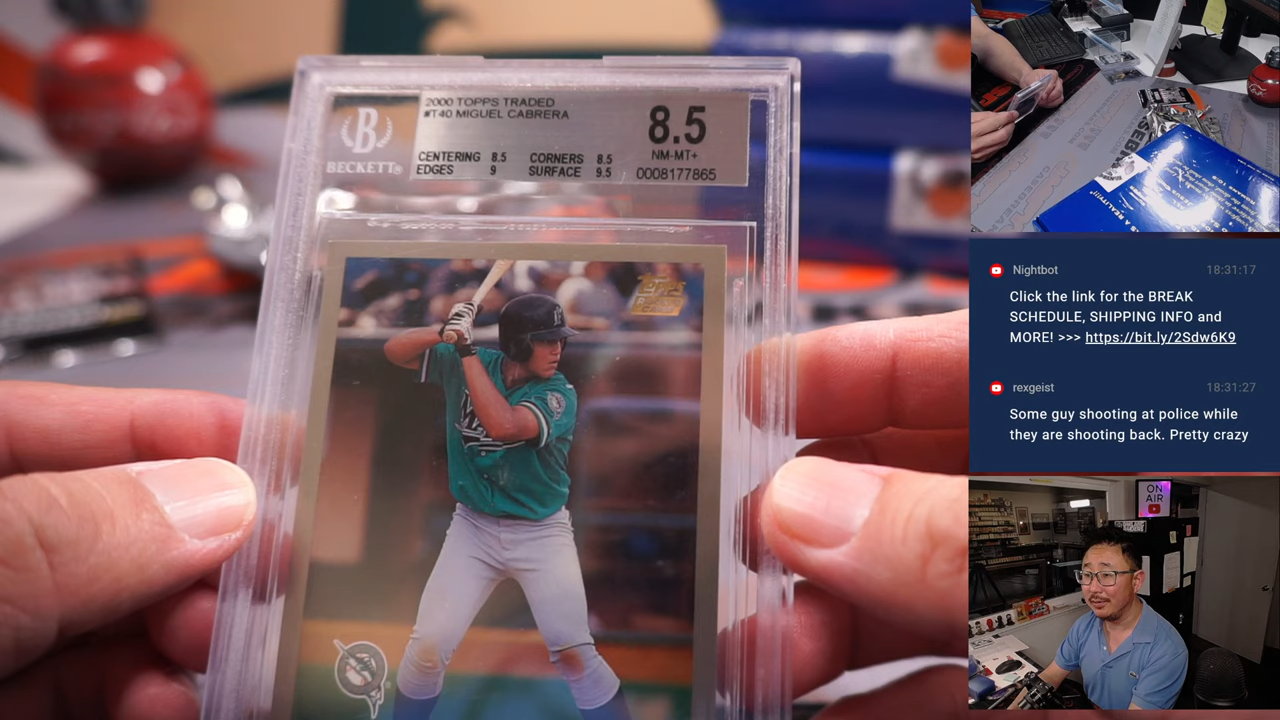 2000 TOPPS TRADED
#T40 MIGUEL CABRERA
8.5
NM-MT+
B
BECKETT®
CENTERING 8.5 CORNERS 8.5
EDGES 9 SURFACE 9.5
0008177865
Topps
Nightbot 18:31:17
Click the link for the BREAK
SCHEDULE, SHIPPING INFO and
MORE! >>> https://bit.ly/2Sdw6K9
rexgeist 18:31:27
Some guy shooting at police while
they are shooting back. Pretty crazy
A REALITY!!!"
ON
AIR